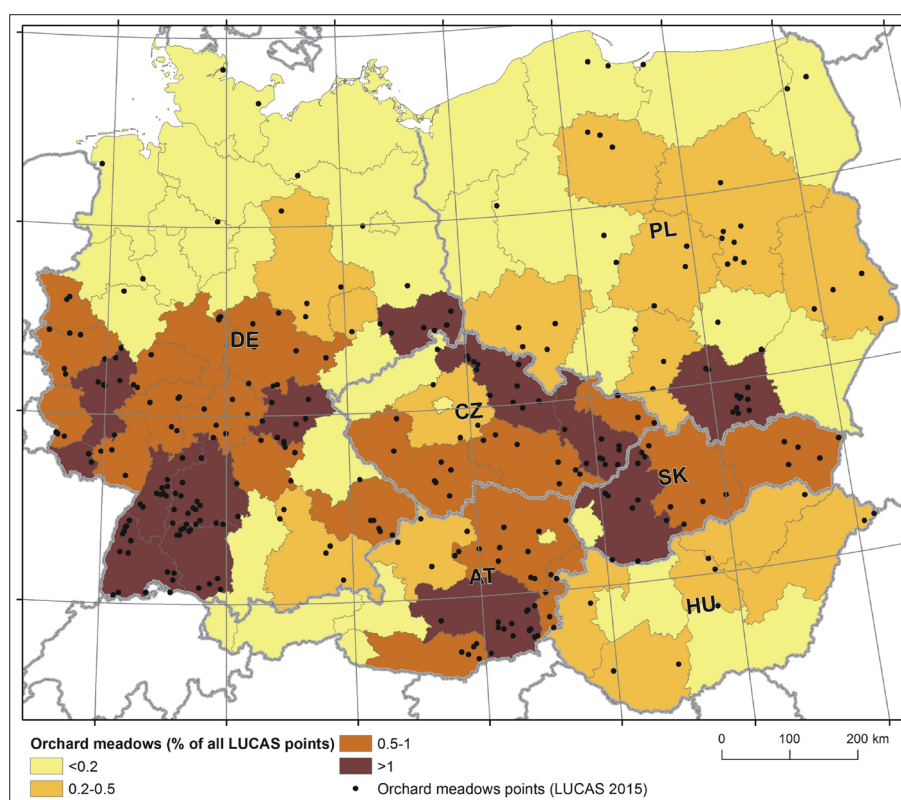 PL
DE
CZ
SK
AT
HU
Orchard meadows (% of all LUCAS points)
<0.2
0.2-0.5
0.5-1
>1
Orchard meadows points (LUCAS 2015)
0 100 200 km